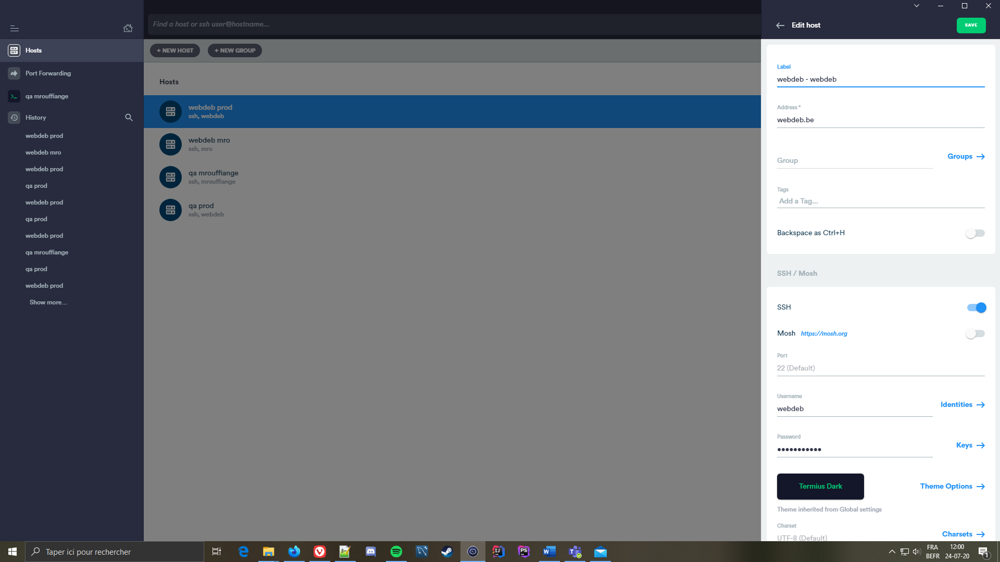 Find a host or ssh user@hostname...
Edit host
SAVE
Hosts
Port Forwarding
qa mrouffiange
History
webdeb prod
webdeb mro
webdeb prod
qa prod
webdeb prod
qa prod
webdeb prod
qa mrouffiange
qa prod
webdeb prod
Show more...
+ NEW HOST
+ NEW GROUP
Hosts
webdeb prod
ssh, webdeb
webdeb mro
ssh, mro
qa mrouffiange
ssh, mrouffiange
qa prod
ssh, webdeb
Label
webdeb - webdeb
Address *
webdeb.be
Group
Groups
Tags
Add a Tag...
Backspace as Ctrl+H
SSH / Mosh
SSH
Mosh https://mosh.org
Port
22 (Default)
Username
webdeb
Identities
Password
•••••••••••
Keys
Termius Dark
Theme Options
Theme inherited from Global settings
Charset
UTF-8 (Default)
Charsets
Taper ici pour rechercher
IJ
PS
W
FRA
BEFR
12:00
24-07-20
1